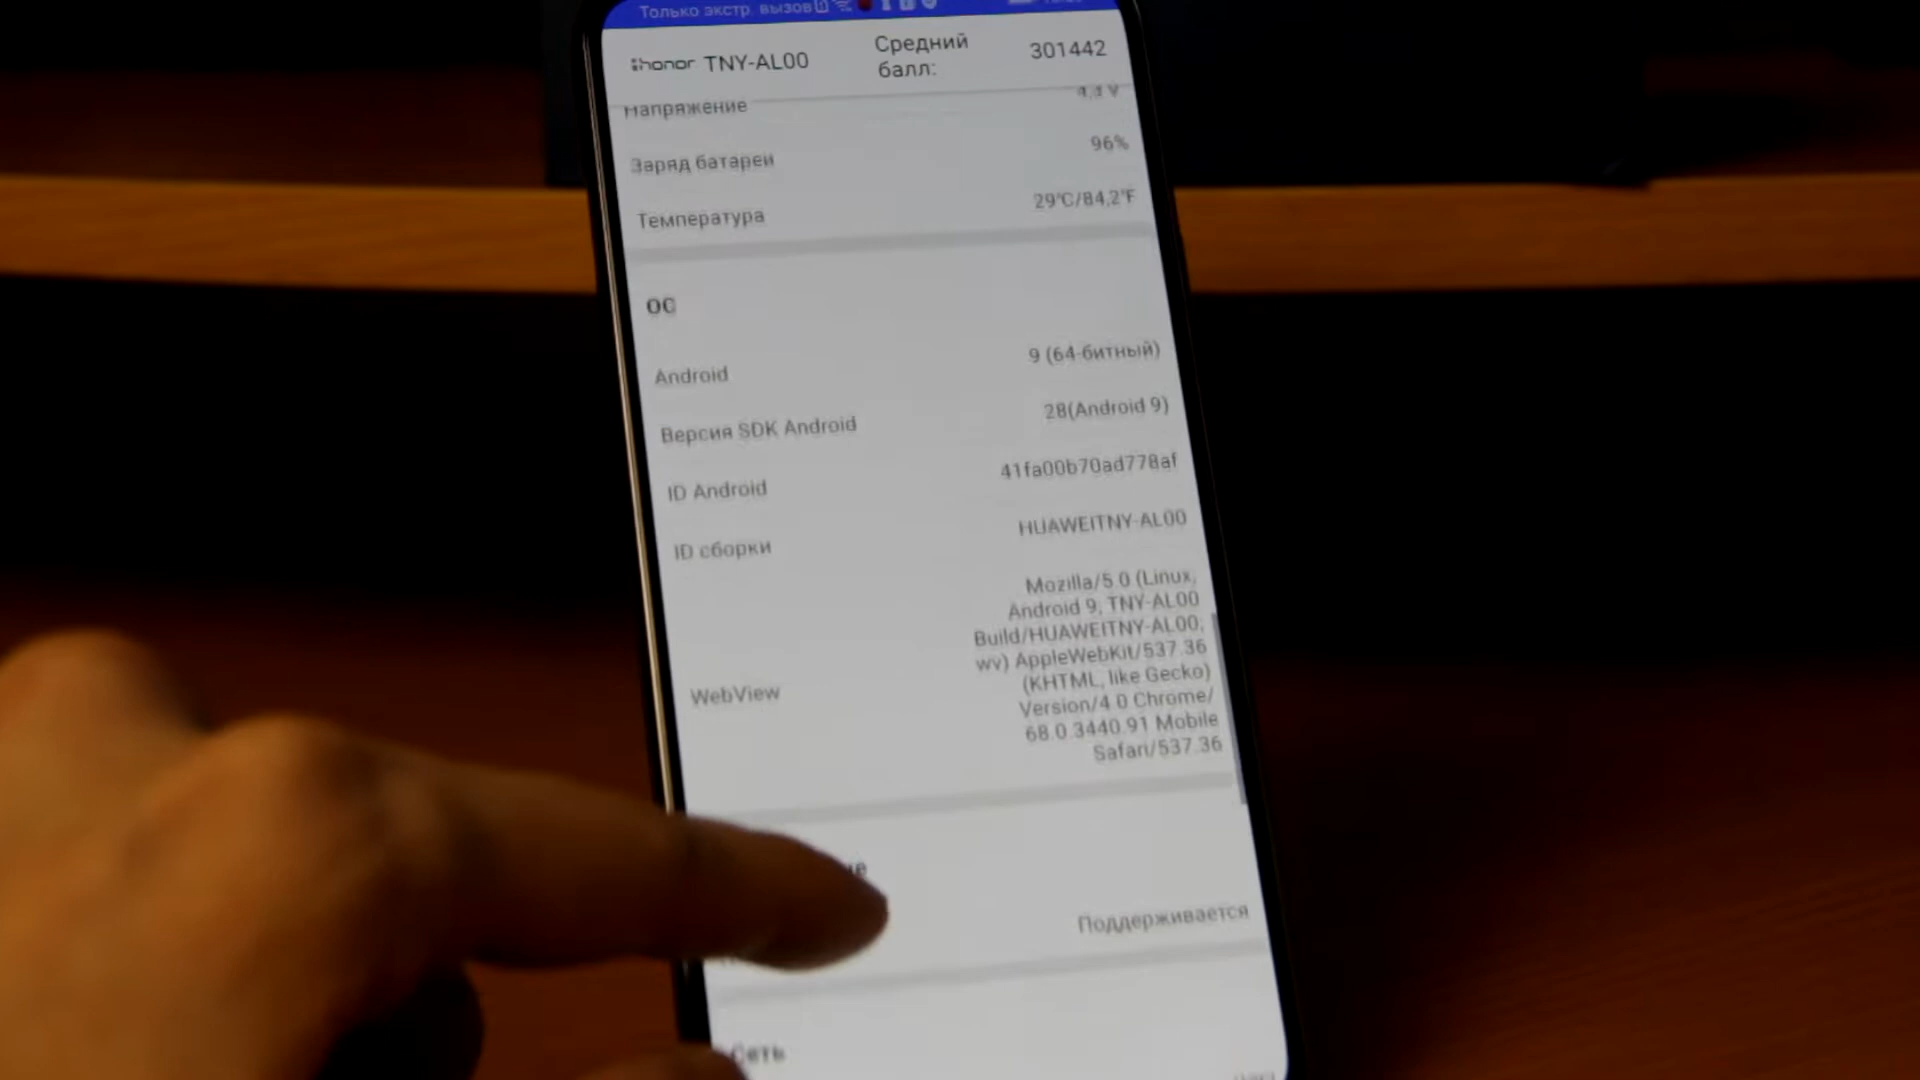 Только экстр. вызов
honor TNY-AL00
Средний
балл:
301442
Напряжение
4,3 V
Заряд батареи
96%
Температура
29°C/84,2°F
ОС
Android
9 (64-битный)
Версия SDK Android
28(Android 9)
ID Android
41fa00b70ad778af
ID сборки
HUAWEITNY-AL00
WebView
Mozilla/5.0 (Linux;
Android 9; TNY-AL00
Build/HUAWEITNY-AL00;
wv) AppleWebKit/537.36
(KHTML, like Gecko)
Version/4.0 Chrome/
68.0.3440.91 Mobile
Safari/537.36
Поддерживается
Сеть